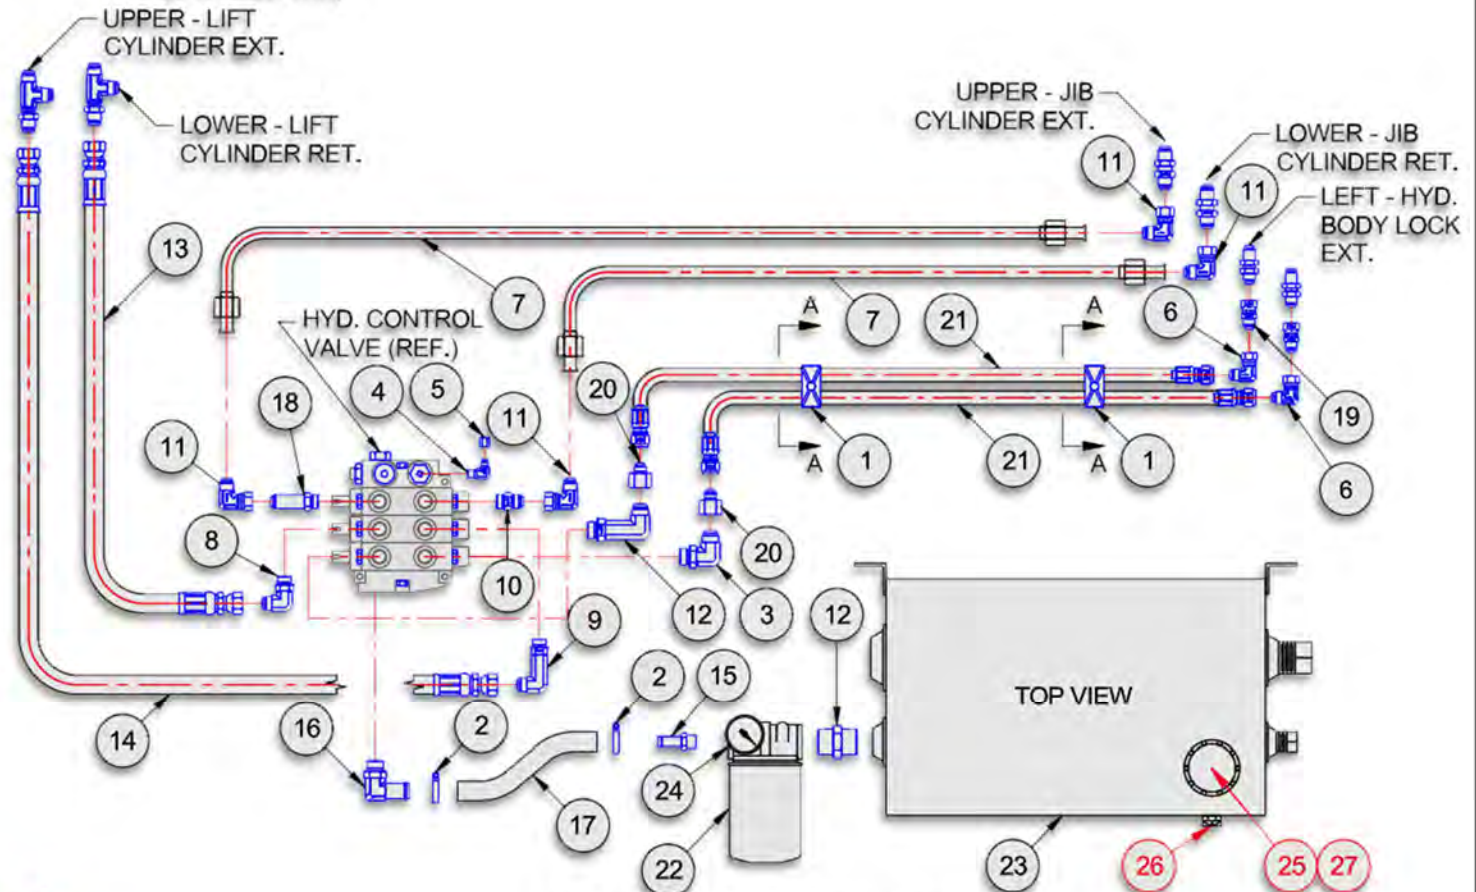 UPPER - LIFT
CYLINDER EXT.
LOWER - LIFT
CYLINDER RET.
UPPER - JIB
CYLINDER EXT.
LOWER - JIB
CYLINDER RET.
LEFT - HYD.
BODY LOCK
EXT.
11
11
13
7
HYD. CONTROL
VALVE (REF.)
A
A
7
21
6
18
4
5
11
20
19
11
A
A
1
21
1
6
8
10
20
12
3
9
12
14
16
2
2
15
TOP VIEW
17
24
22
23
26
25
27